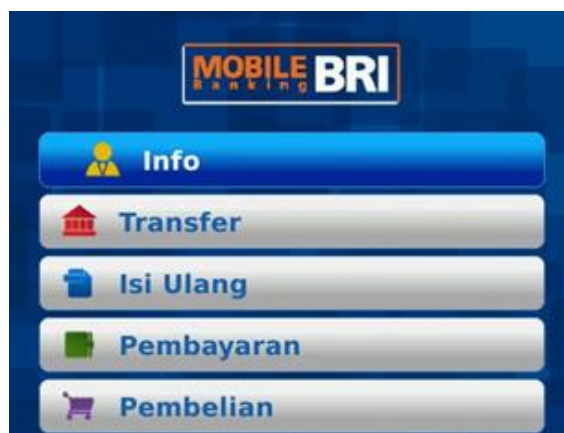 MOBILE BRI
Banking
Info
Transfer
Isi Ulang
Pembayaran
Pembelian